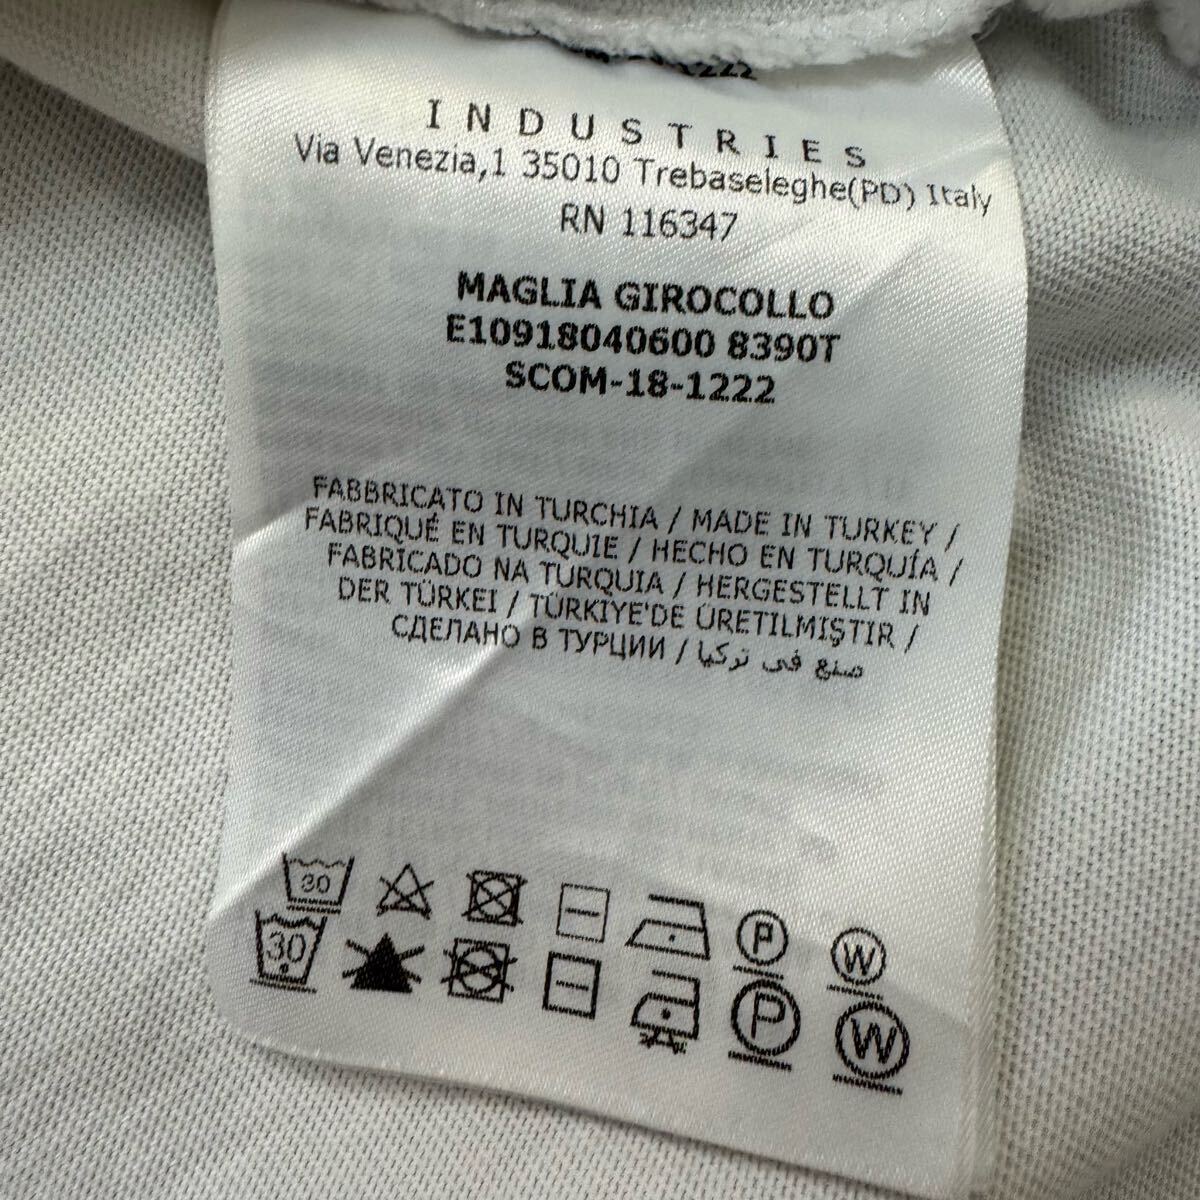 INDUSTRIES
Via Venezia,1 35010 Trebaseleghe(PD) Italy
RN 116347
MAGLIA GIROCOLLO
E10918040600 8390T
SCOM-18-1222
FABBRICATO IN TURCHIA / MADE IN TURKEY /
FABRIQUÉ EN TURQUIE / HECHO EN TURQUÍA /
FABRICADO NA TURQUIA / HERGESTELLT IN
DER TÜRKEI / TÜRKIYE'DE ÜRETILMIŞTIR /
СДЕЛАНО В ТУРЦИИ / صنع في تركيا
30 P W
30 P W